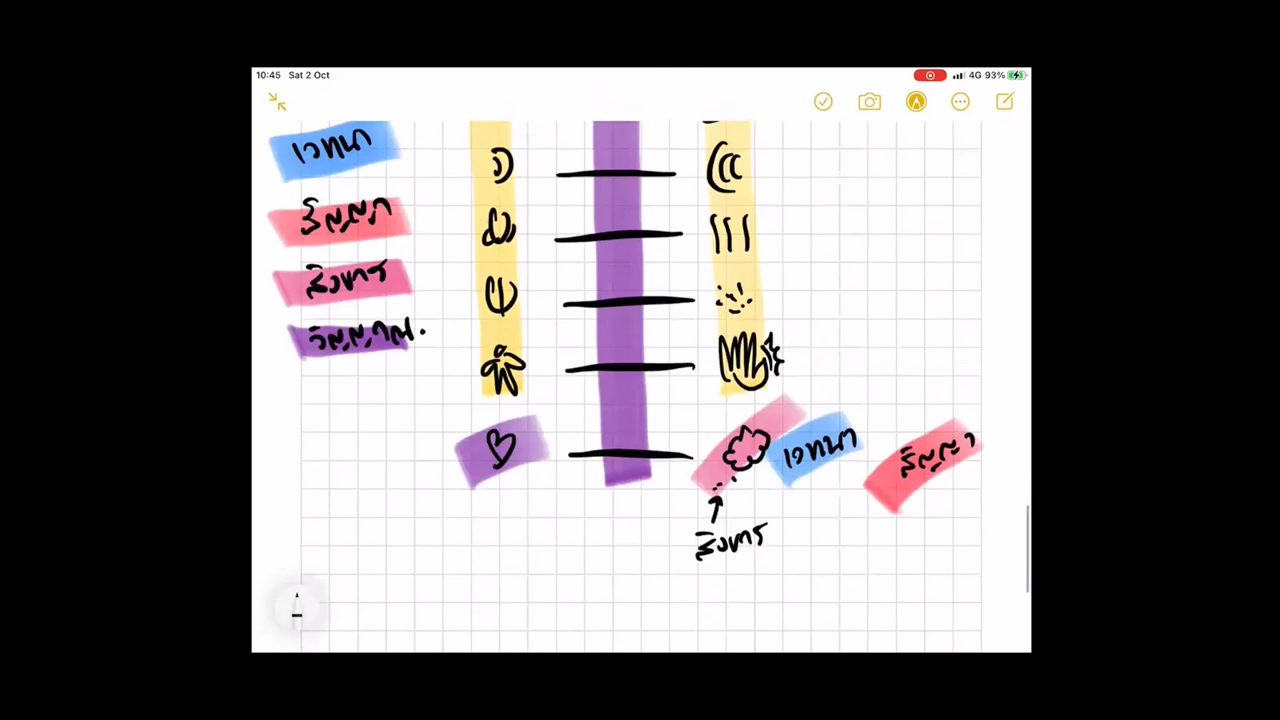 10:45 Sat 2 Oct
4G 93%
เวทนา
สัญญา
สังขาร
วิญญาณ.
เวทนา
สัญญา
สังขาร